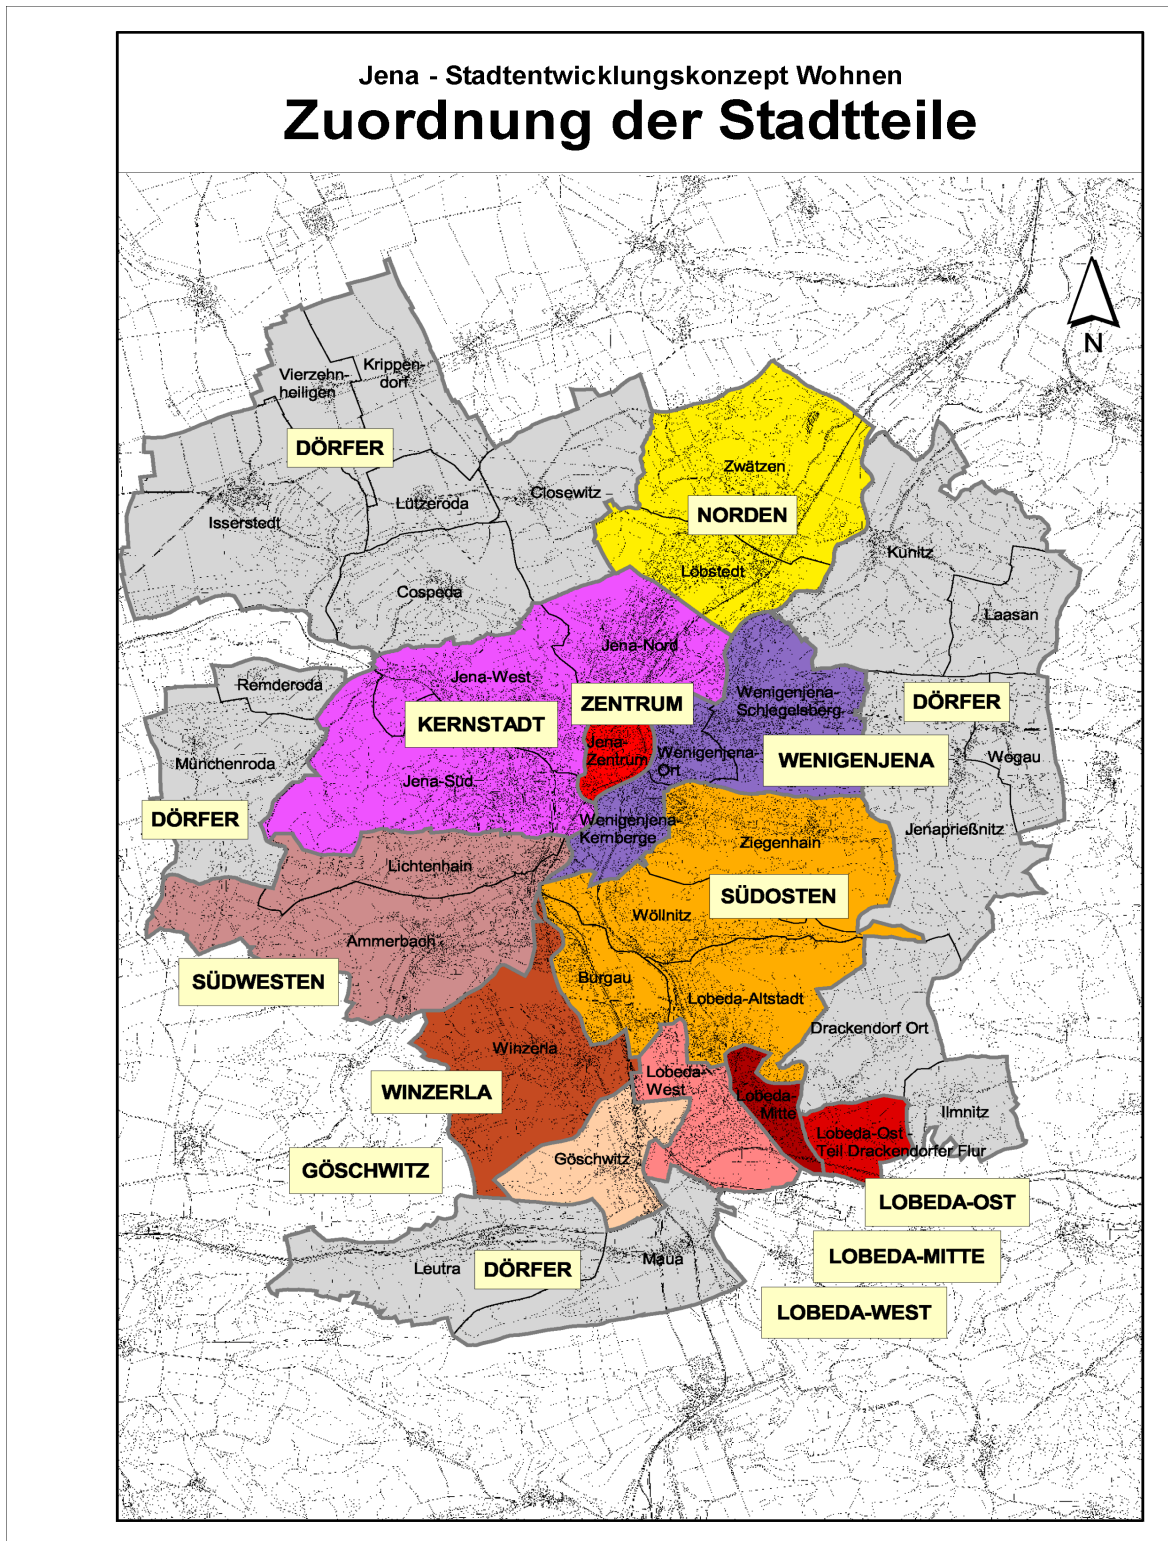 Jena - Stadtentwicklungskonzept Wohnen
Zuordnung der Stadtteile
N
Krippen-
dorf
Vierzehn-
heiligen
DÖRFER
Zwätzen
Closewitz
Lützeroda
NORDEN
Isserstedt
Kunitz
Löbstedt
Cospeda
Laasan
Jena-Nord
Jena-West
Remderoda
Wenigenjena-
Schlegelsberg
DÖRFER
ZENTRUM
KERNSTADT
Jena-
Zentrum
Wenigenjena-
Ort
WENIGENJENA
Wogau
Münchenroda
Jena-Süd
DÖRFER
Wenigenjena-
Kernberge
Jenaprießnitz
Ziegenhain
Lichtenhain
SÜDOSTEN
Wöllnitz
Ammerbach
SÜDWESTEN
Burgau
Lobeda-Altstadt
Drackendorf Ort
Winzerla
Lobeda-
West
WINZERLA
Lobeda-
Mitte
Ilmnitz
Lobeda-Ost -
Teil Drackendorfer Flur
GÖSCHWITZ
Göschwitz
LOBEDA-OST
Leutra
DÖRFER
Maua
LOBEDA-MITTE
LOBEDA-WEST